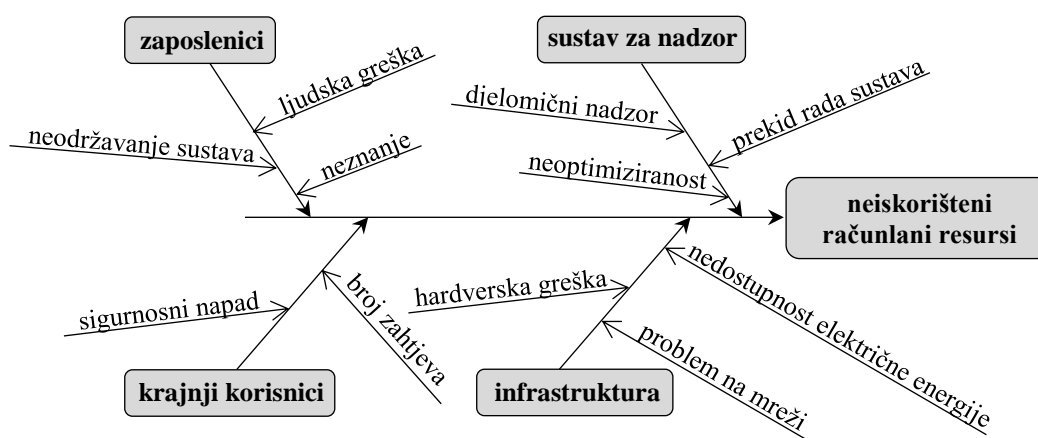 zaposlenici
sustav za nadzor
ljudska greška
djelomični nadzor
prekid rada sustava
neodržavanje sustava
neznanje
neoptimiziranost
neiskorišteni
računlani resursi
sigurnosni napad
broj zahtjeva
hardverska greška
nedostupnost električne energije
problem na mreži
krajnji korisnici
infrastruktura